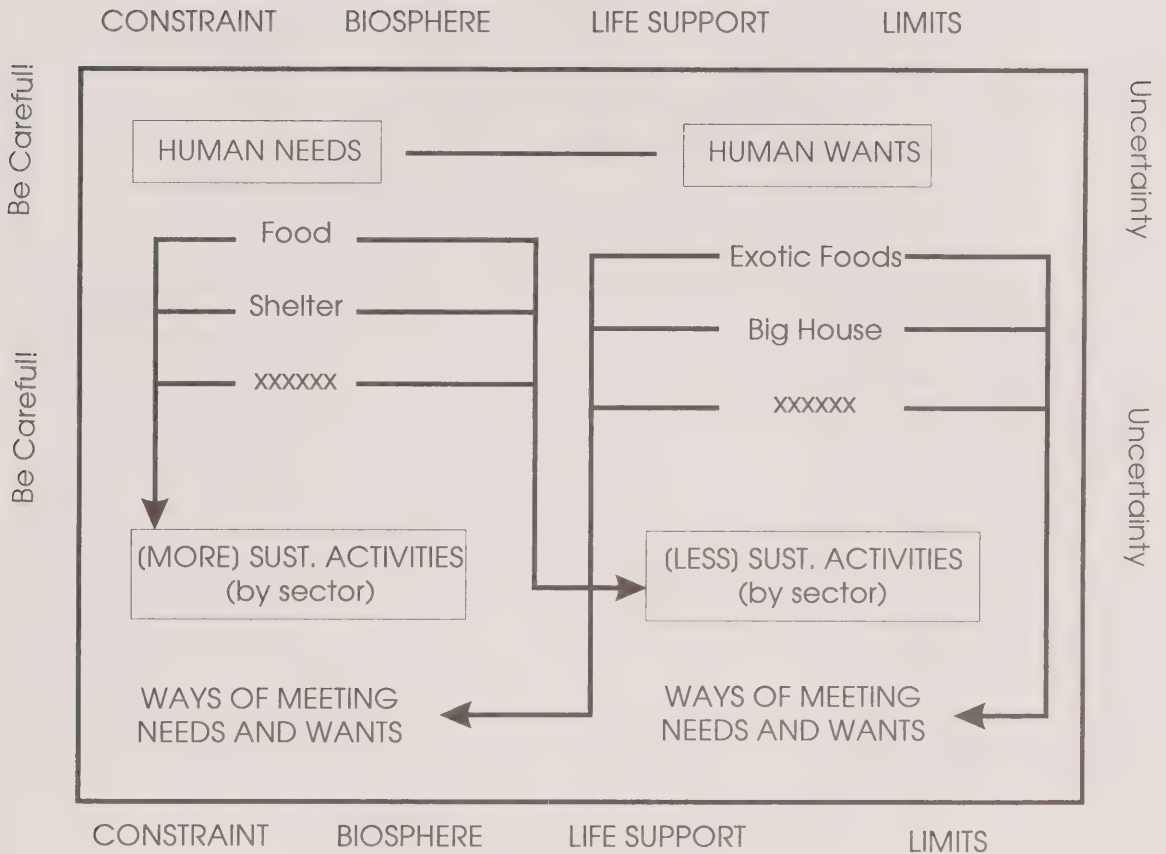 CONSTRAINT BIOSPHERE LIFE SUPPORT LIMITS
Be Careful!
Uncertainty
HUMAN NEEDS HUMAN WANTS
Food
Exotic Foods
Shelter
Big House
xxxxxx
xxxxxx
Be Careful!
Uncertainty
(MORE) SUST. ACTIVITIES
(by sector)
(LESS) SUST. ACTIVITIES
(by sector)
WAYS OF MEETING
NEEDS AND WANTS
WAYS OF MEETING
NEEDS AND WANTS
CONSTRAINT BIOSPHERE LIFE SUPPORT LIMITS